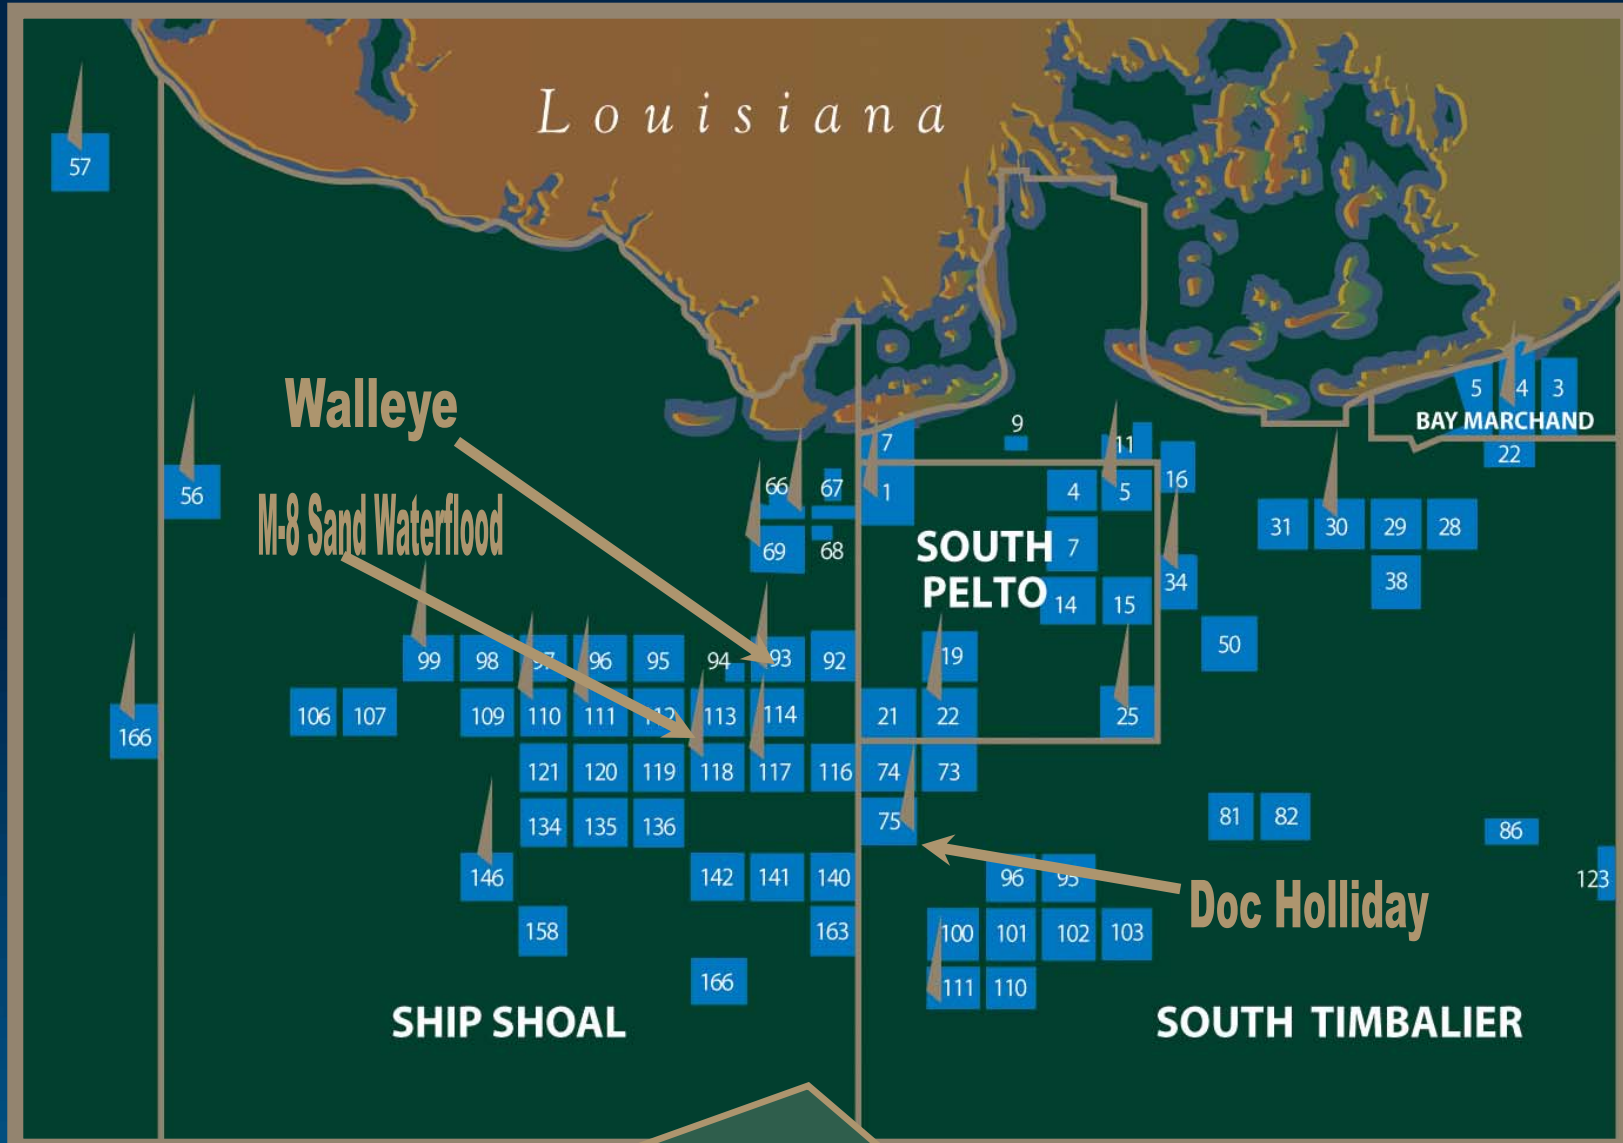 Louisiana
57
Walleye
5 4 3
BAY MARCHAND
22
7
9
11
16
56
66 67
1
4 5
M-8 Sand Waterflood
31 30 29 28
69 68
SOUTH
PELTO
7
34
38
14 15
50
99 98 97 96 95 94 93 92
19
106 107 109 110 111 112 113 114
21 22 25
166
121 120 119 118 117 116 74 73
134 135 136
75
81 82
86
146
142 141 140
96 95
123
Doc Holliday
158
163
100 101 102 103
166
111 110
SHIP SHOAL
SOUTH TIMBALIER